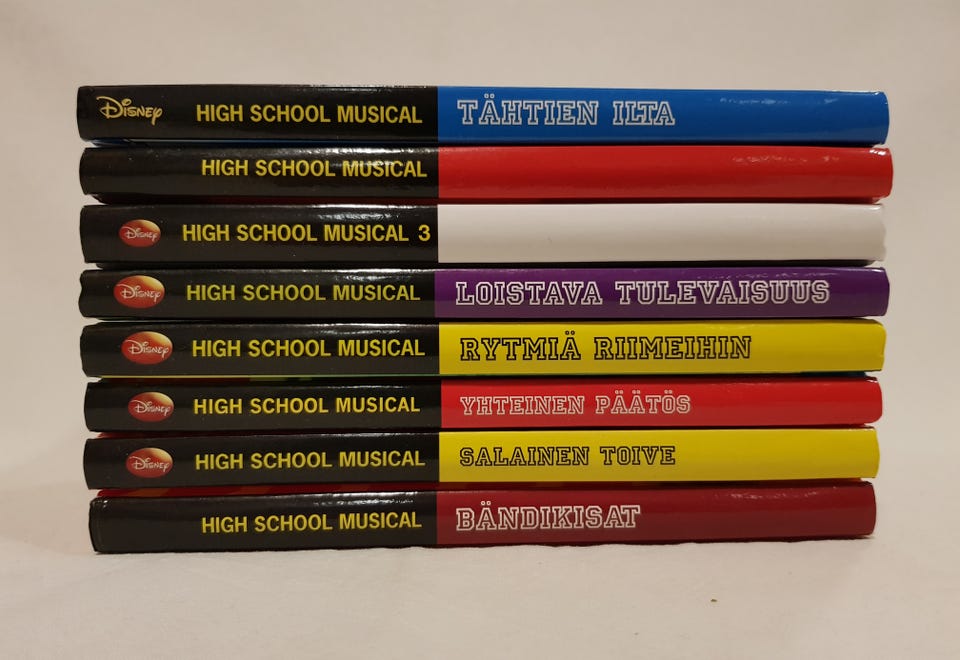 Disney HIGH SCHOOL MUSICAL TÄHTIEN ILTA
HIGH SCHOOL MUSICAL
Disney HIGH SCHOOL MUSICAL 3
Disney HIGH SCHOOL MUSICAL LOISTAVA TULEVAISUUS
Disney HIGH SCHOOL MUSICAL RYTMIÄ RIIMEIHIN
Disney HIGH SCHOOL MUSICAL YHTEINEN PÄÄTÖS
Disney HIGH SCHOOL MUSICAL SALAINEN TOIVE
HIGH SCHOOL MUSICAL BÄNDIKISAT